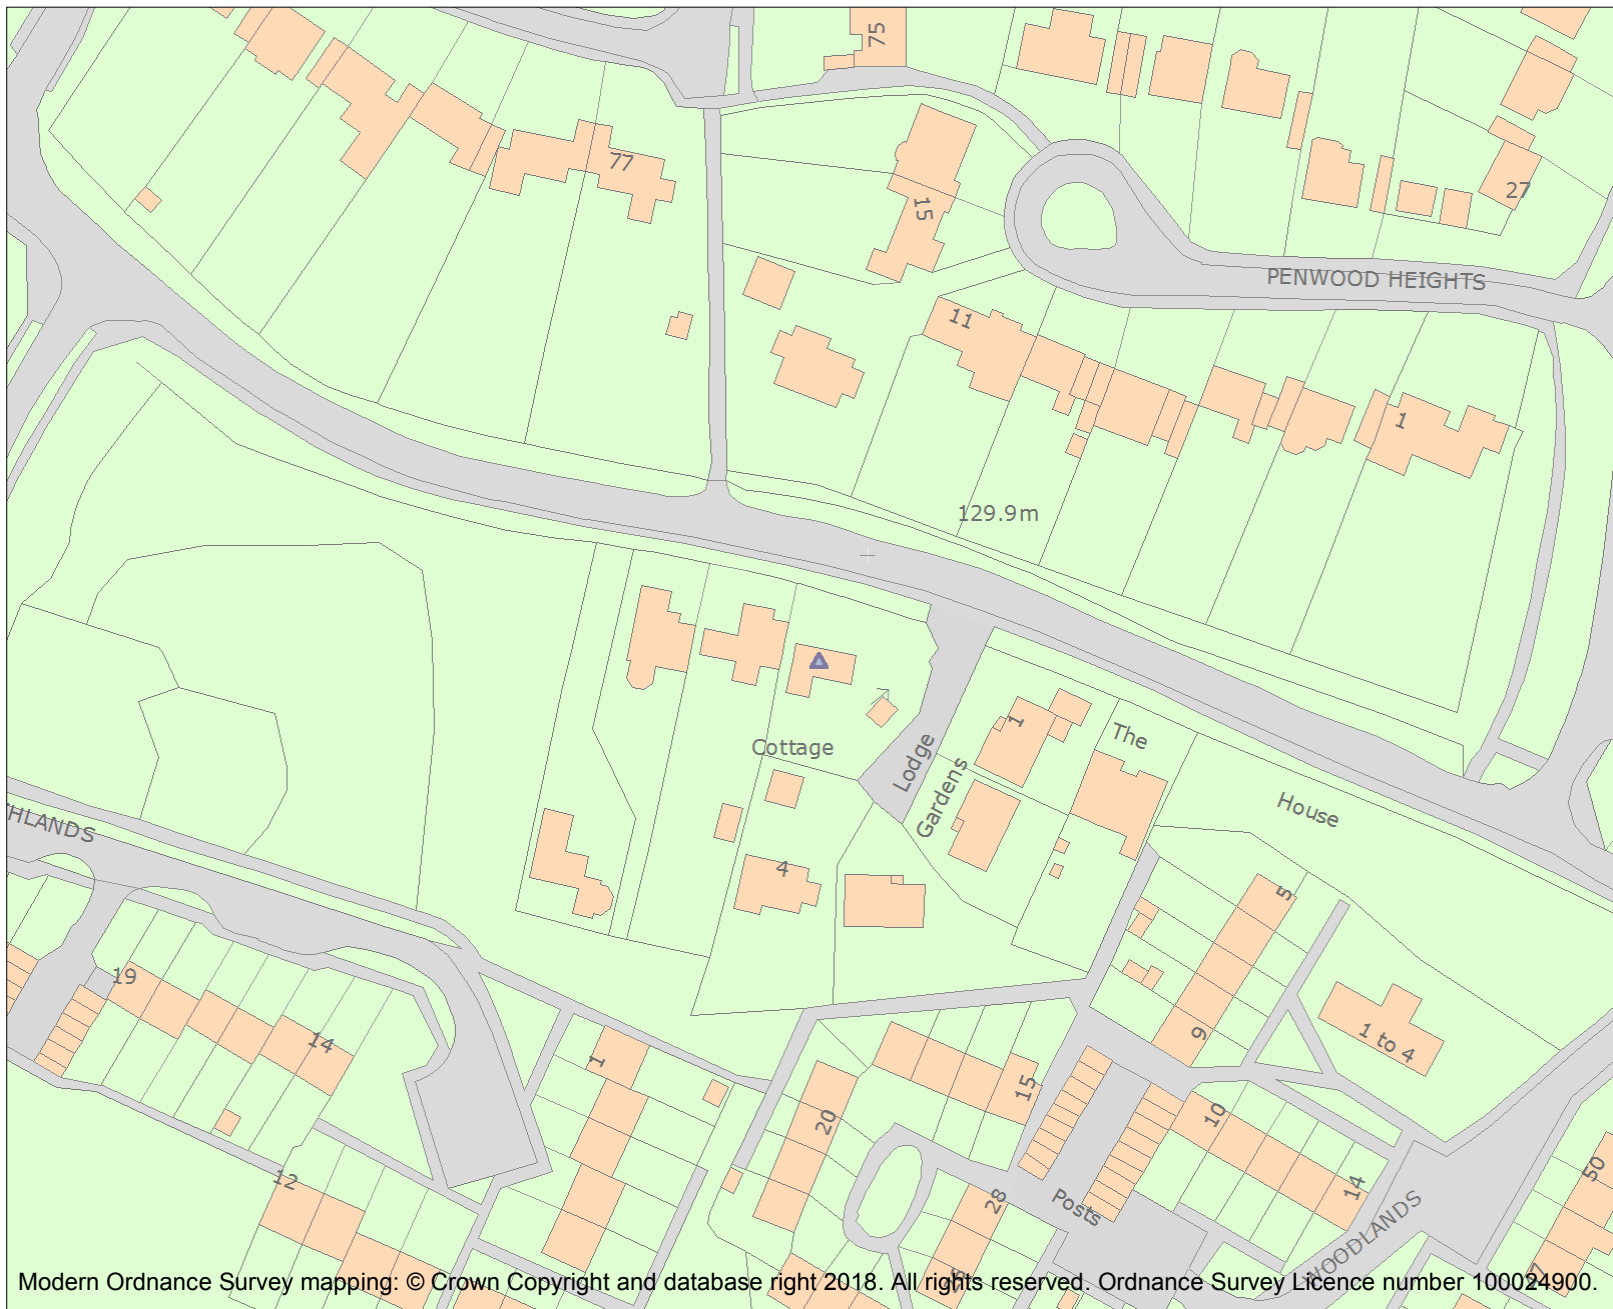 75
77
15
27
PENWOOD HEIGHTS
11
1
129.9m
1
The
Cottage
Lodge
Gardens
House
HLANDS
4
5
19
14
1
9
1 to 4
15
20
10
12
28
14
Posts
50
WOODLANDS
Modern Ordnance Survey mapping: © Crown Copyright and database right 2018. All rights reserved. Ordnance Survey Licence number 100024900.